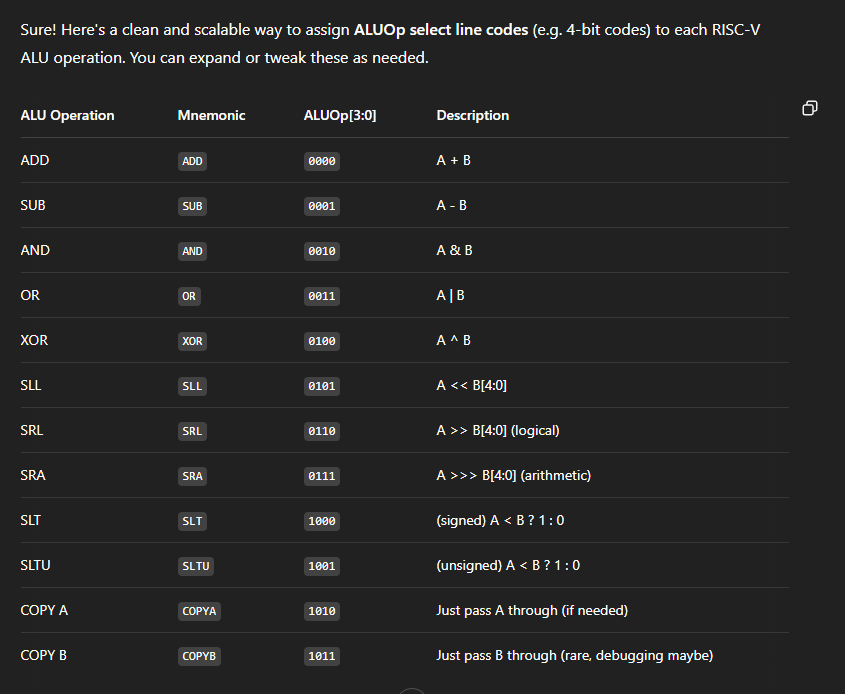 Sure! Here's a clean and scalable way to assign ALUOp select line codes (e.g. 4-bit codes) to each RISC-V
ALU operation. You can expand or tweak these as needed.
ALU Operation Mnemonic ALUOp[3:0] Description
ADD ADD 0000 A + B
SUB SUB 0001 A - B
AND AND 0010 A & B
OR OR 0011 A | B
XOR XOR 0100 A ^ B
SLL SLL 0101 A << B[4:0]
SRL SRL 0110 A >> B[4:0] (logical)
SRA SRA 0111 A >>> B[4:0] (arithmetic)
SLT SLT 1000 (signed) A < B ? 1 : 0
SLTU SLTU 1001 (unsigned) A < B ? 1 : 0
COPY A COPYA 1010 Just pass A through (if needed)
COPY B COPYB 1011 Just pass B through (rare, debugging maybe)